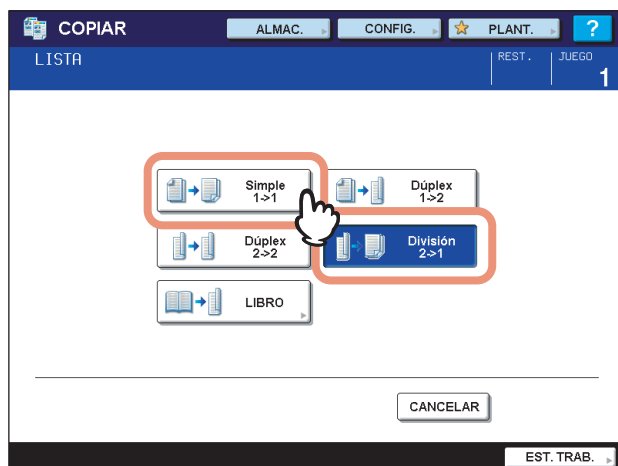 COPIAR
ALMAC.
CONFIG.
PLANT.
?
LISTA
REST.
JUEGO
1
Simple
1->1
Dúplex
1->2
Dúplex
2->2
División
2->1
LIBRO
CANCELAR
EST. TRAB.